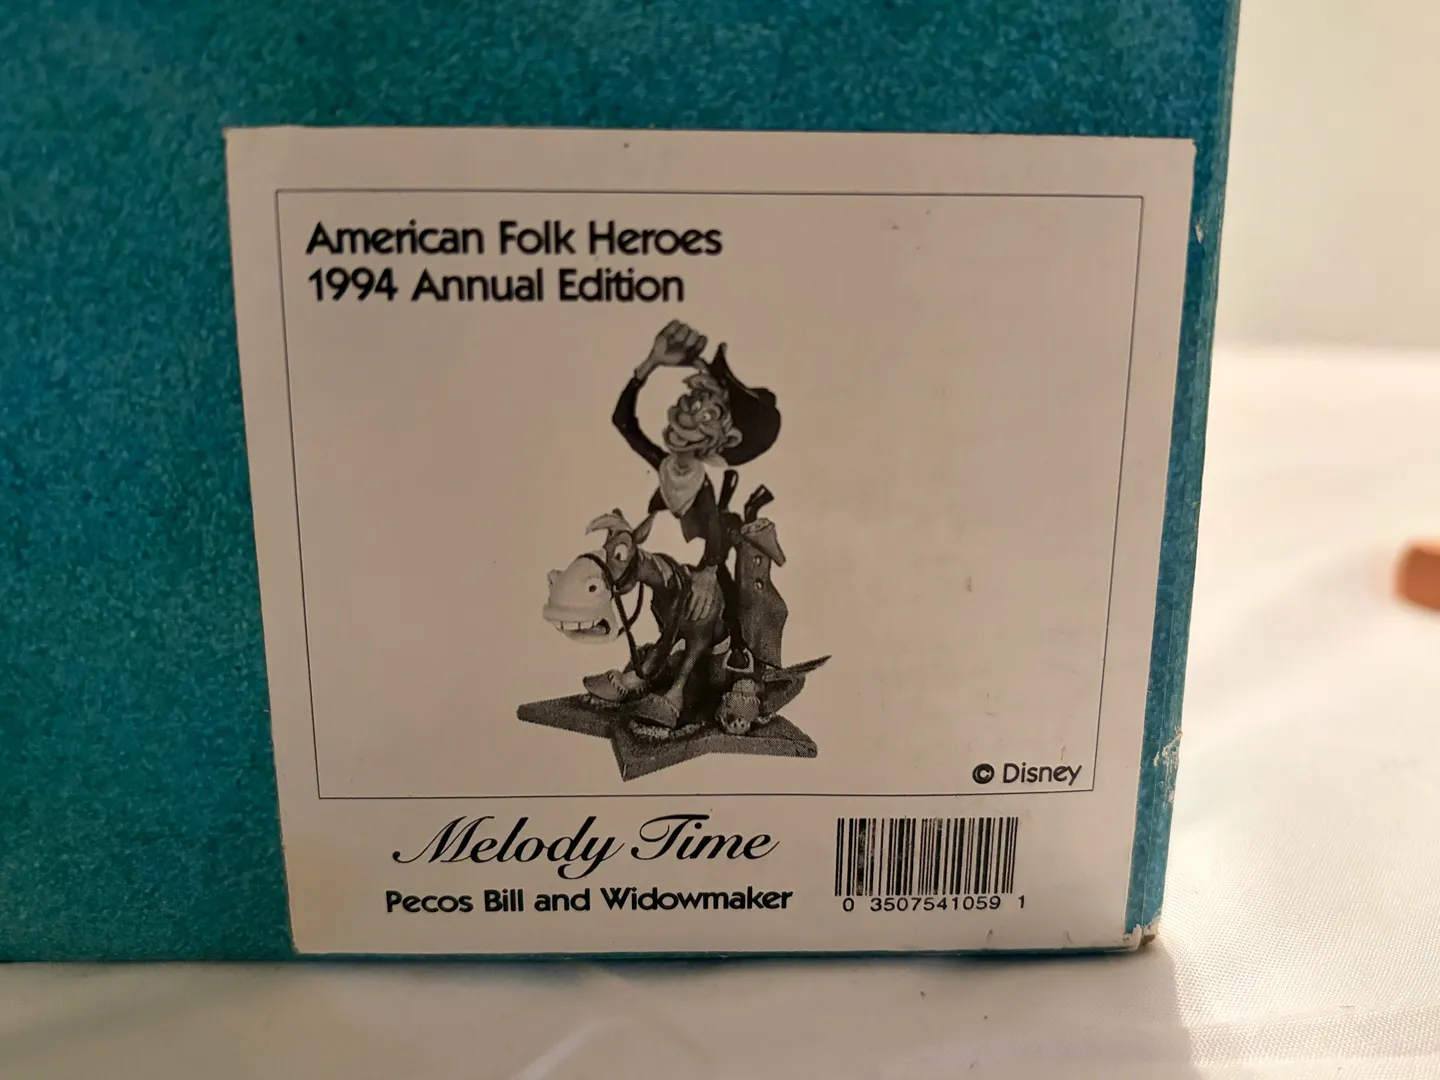 American Folk Heroes
1994 Annual Edition
© Disney
Melody Time
Pecos Bill and Widowmaker
0 3507541059 1